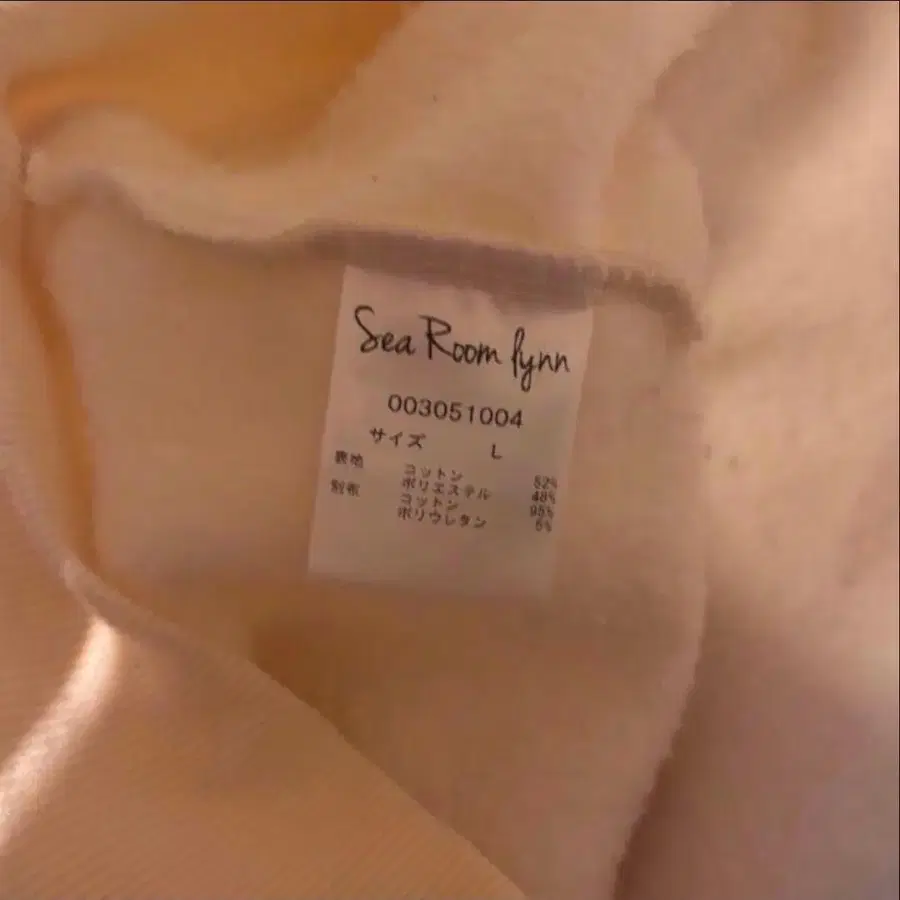 Sea Room lynn
003051004
サイズ L
表地 コットン 52%
ポリエステル 48%
別布 コットン 95%
ポリウレタン 5%